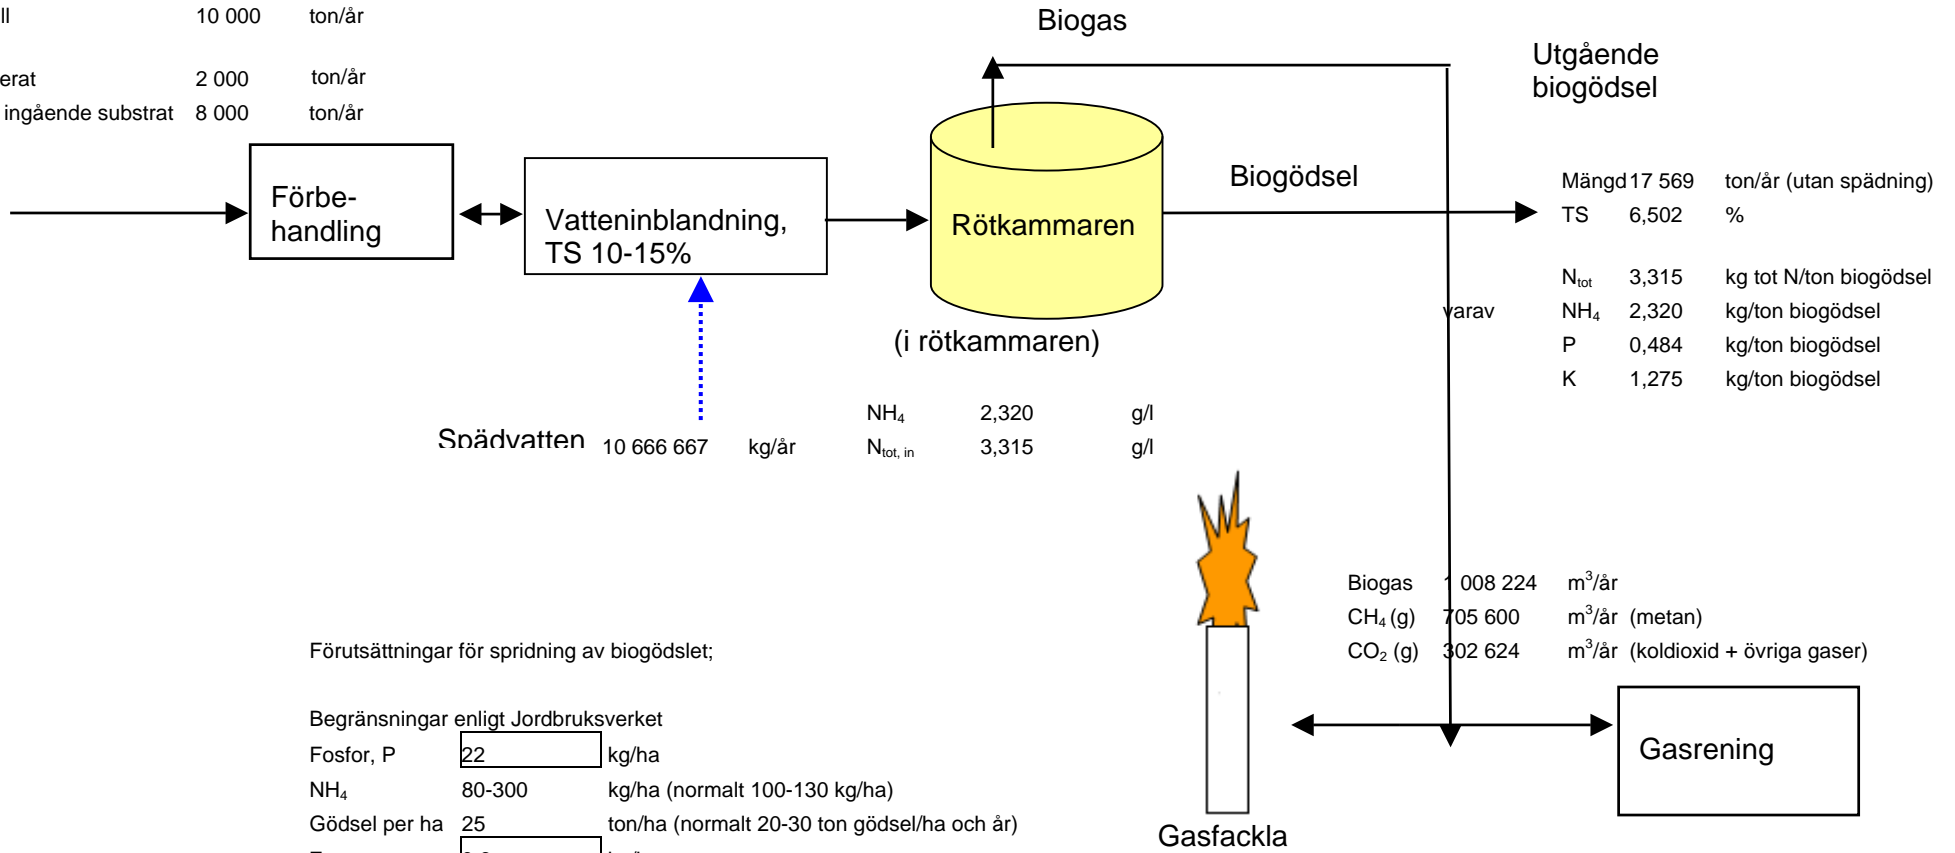 ll 10 000 ton/år
erat 2 000 ton/år
ingående substrat 8 000 ton/år
Biogas
Utgående
biogödsel
Förbe-
handling
Vatteninblandning,
TS 10-15%
Rötkammaren
Biogödsel
Mängd 17 569 ton/år (utan spädning)
TS 6,502 %
N_tot 3,315 kg tot N/ton biogödsel
varav NH₄ 2,320 kg/ton biogödsel
P 0,484 kg/ton biogödsel
K 1,275 kg/ton biogödsel
(i rötkammaren)
NH₄ 2,320 g/l
Spädvatten 10 666 667 kg/år
N_tot, in 3,315 g/l
Biogas 1 008 224 m³/år
CH₄ (g) 705 600 m³/år (metan)
CO₂ (g) 302 624 m³/år (koldioxid + övriga gaser)
Förutsättningar för spridning av biogödslet;
Begränsningar enligt Jordbruksverket
Fosfor, P 22 kg/ha
NH₄ 80-300 kg/ha (normalt 100-130 kg/ha)
Gödsel per ha 25 ton/ha (normalt 20-30 ton gödsel/ha och år)
Gasrening
Gasfackla